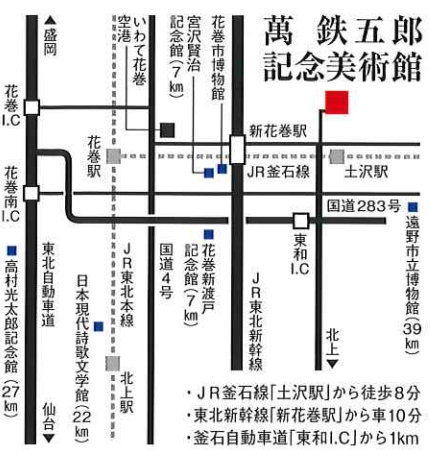 萬 鉄五郎
記念美術館
▲盛岡
いわて花巻
空港
宮沢賢治
記念館(7km)
花巻市博物館
花巻
I.C
花巻駅
新花巻駅
JR釜石線
土沢駅
花巻南
I.C
国道283号
東和
I.C
遠野市立博物館(39km)
高村光太郎記念館(27km)
東北自動車道
日本現代詩歌文学館(22km)
JR東北本線
国道4号
花巻新渡戸
記念館(7km)
JR東北新幹線
北上▼
北上駅
仙台▼
・JR釜石線「土沢駅」から徒歩8分
・東北新幹線「新花巻駅」から車10分
・釜石自動車道「東和I.C」から1km